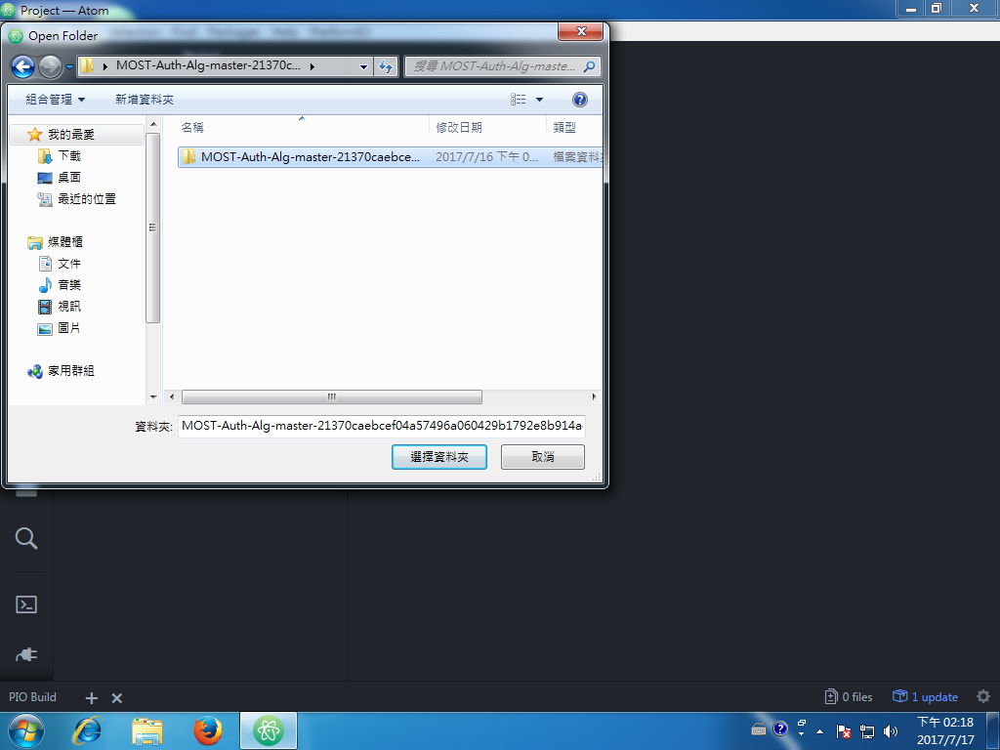 Project — Atom
Open Folder
MOST-Auth-Alg-master-21370c...
搜尋 MOST-Auth-Alg-maste...
組合管理
新增資料夾
名稱
修改日期
類型
我的最愛
下載
桌面
最近的位置
媒體櫃
文件
音樂
視訊
圖片
家用群組
MOST-Auth-Alg-master-21370caebce...
2017/7/16 下午 0...
檔案資料
資料夾:
MOST-Auth-Alg-master-21370caebcef04a57496a060429b1792e8b914a
選擇資料夾
取消
PIO Build
0 files
1 update
下午 02:18
2017/7/17